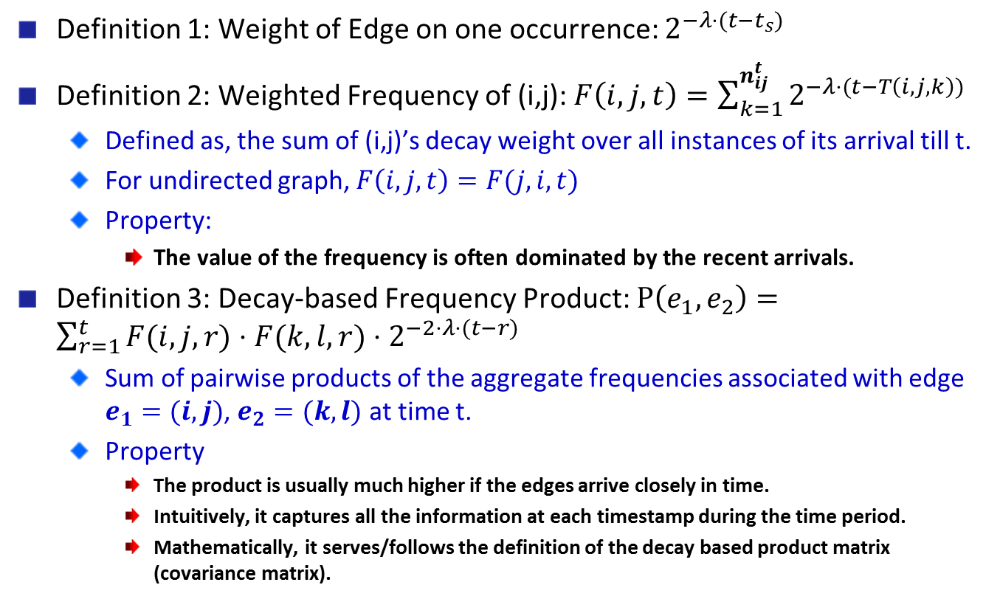 Definition 1: Weight of Edge on one occurrence: $2^{-\lambda\cdot(t-t_s)}$
Definition 2: Weighted Frequency of (i,j): $F(i,j,t) = \sum_{k=1}^{\boldsymbol{n_{ij}^t}} 2^{-\lambda\cdot(t-T(i,j,k))}$
Defined as, the sum of (i,j)’s decay weight over all instances of its arrival till t.
For undirected graph, $F(i,j,t) = F(j,i,t)$
Property:
The value of the frequency is often dominated by the recent arrivals.
Definition 3: Decay-based Frequency Product: $\mathrm{P}(e_1,e_2) =$
$\sum_{r=1}^{t} F(i,j,r) \cdot F(k,l,r) \cdot 2^{-2\cdot\lambda\cdot(t-r)}$
Sum of pairwise products of the aggregate frequencies associated with edge
$\boldsymbol{e_1 = (i,j)}$, $\boldsymbol{e_2 = (k,l)}$ at time t.
Property
The product is usually much higher if the edges arrive closely in time.
Intuitively, it captures all the information at each timestamp during the time period.
Mathematically, it serves/follows the definition of the decay based product matrix
(covariance matrix).